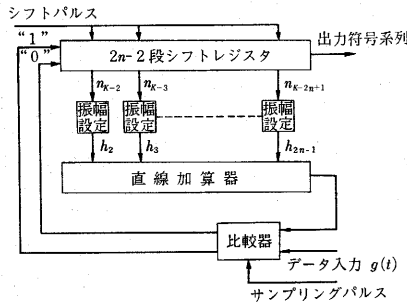 シフトパルス
“1”
“0”
2n-2段シフトレジスタ
出力符号系列
n_{K-2}
n_{K-3}
n_{K-2n+1}
振幅設定
振幅設定
振幅設定
h_2
h_3
h_{2n-1}
直線加算器
比較器
データ入力 g(t)
サンプリングパルス